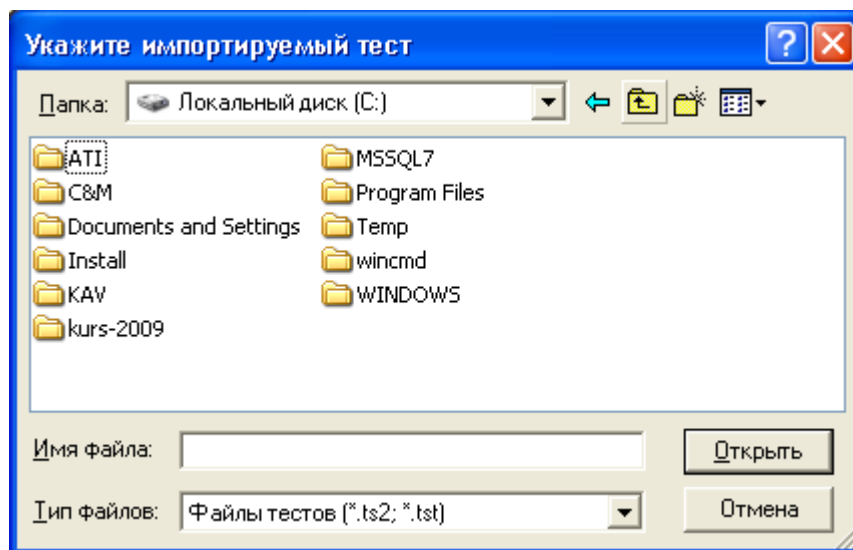 Укажите импортируемый тест
Папка: Локальный диск (C:)
ATI MSSQL7
C&M Program Files
Documents and Settings Temp
Install wincmd
KAV WINDOWS
kurs-2009
Имя файла: Открыть
Тип файлов: Файлы тестов (*.ts2; *.tst) Отмена